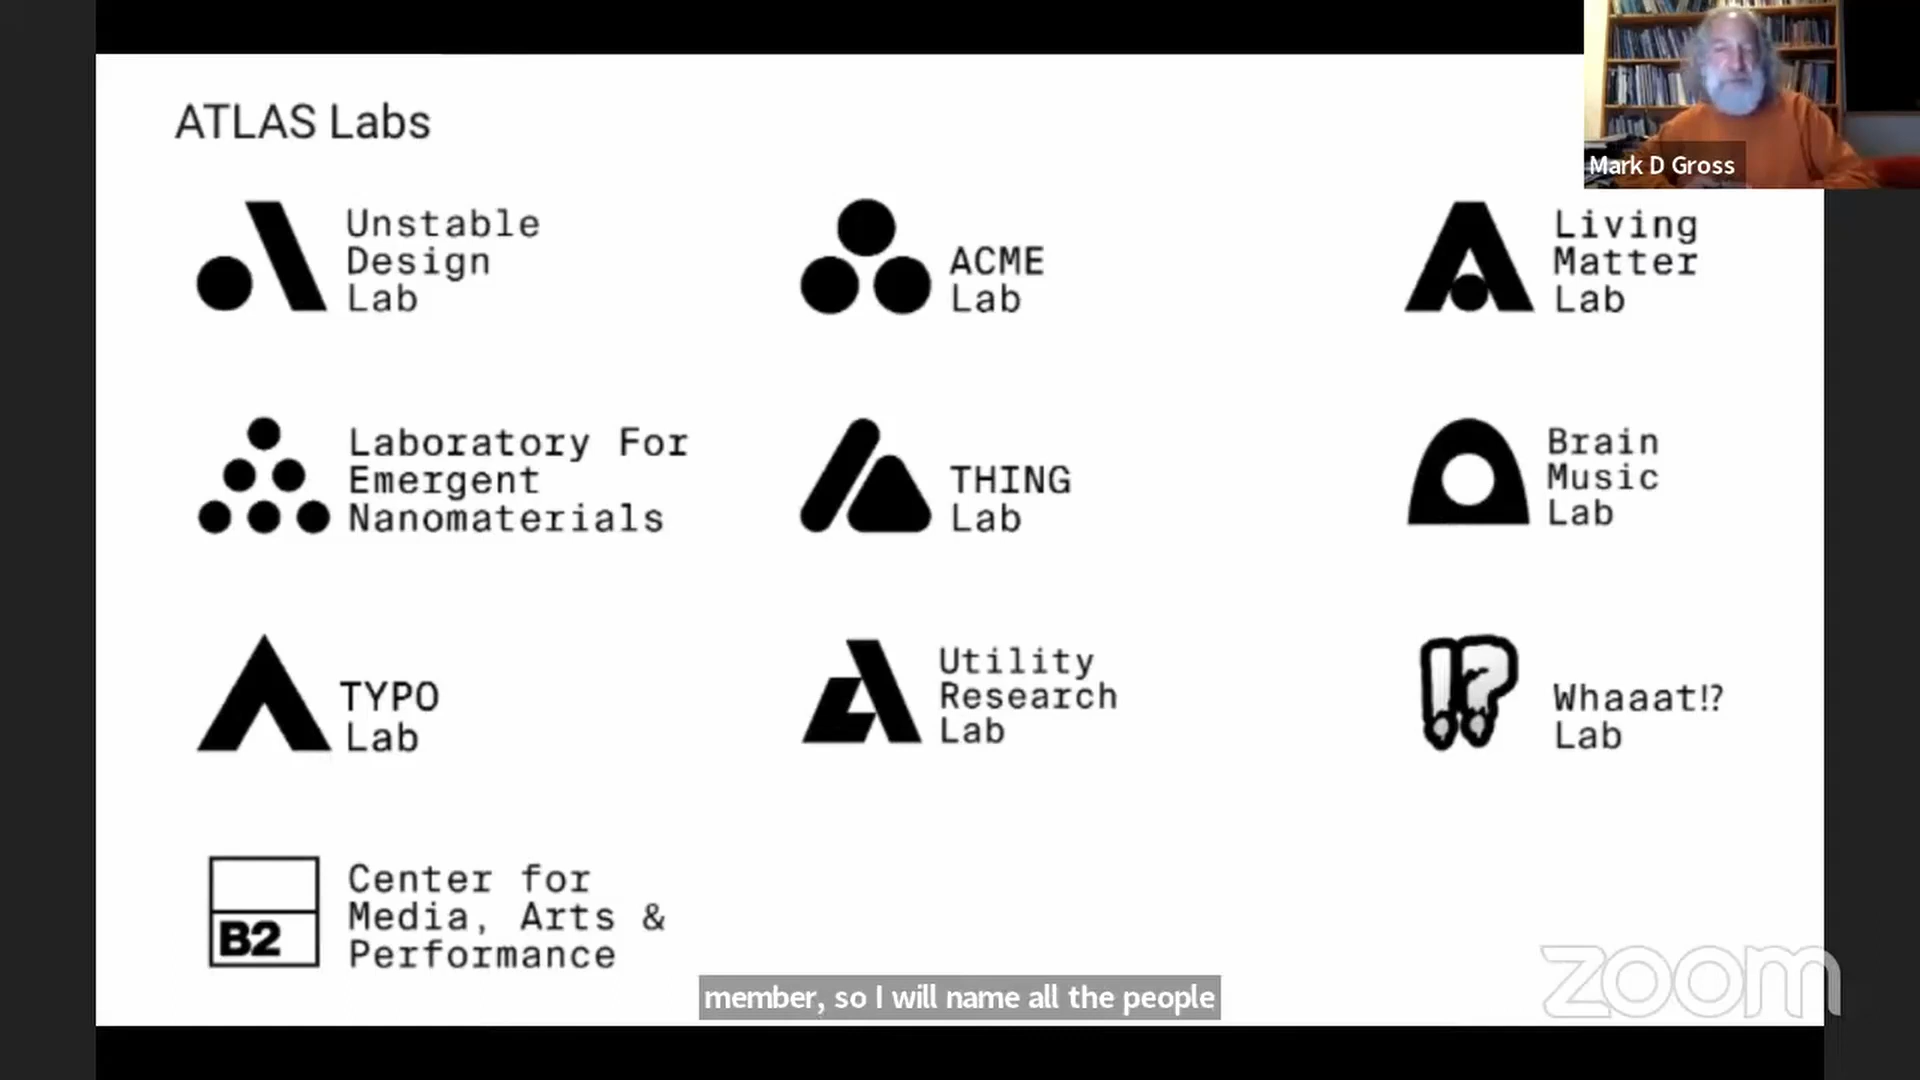 ATLAS Labs
Mark D Gross
Unstable
Design
Lab
ACME
Lab
Living
Matter
Lab
Laboratory For
Emergent
Nanomaterials
THING
Lab
Brain
Music
Lab
TYPO
Lab
Utility
Research
Lab
!?
Whaaat!?
Lab
B2
Center for
Media, Arts &
Performance
member, so I will name all the people
zoom